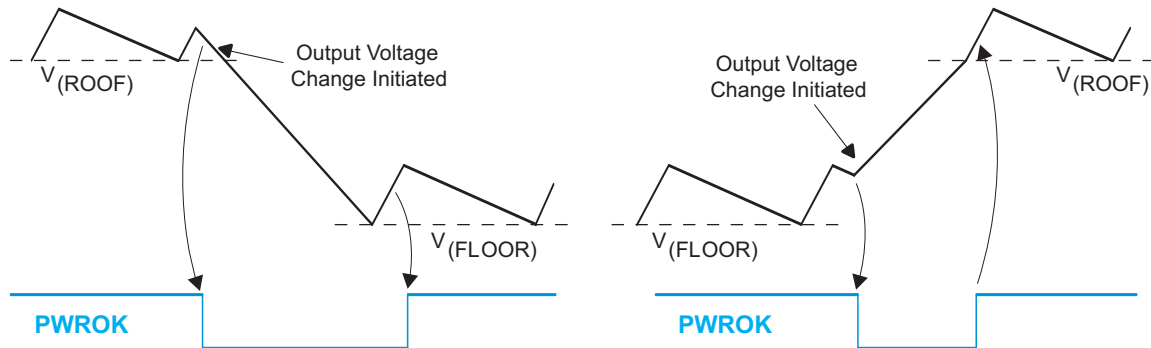 V(ROOF)
Output Voltage
Change Initiated
V(FLOOR)
PWROK
Output Voltage
Change Initiated
V(ROOF)
V(FLOOR)
PWROK